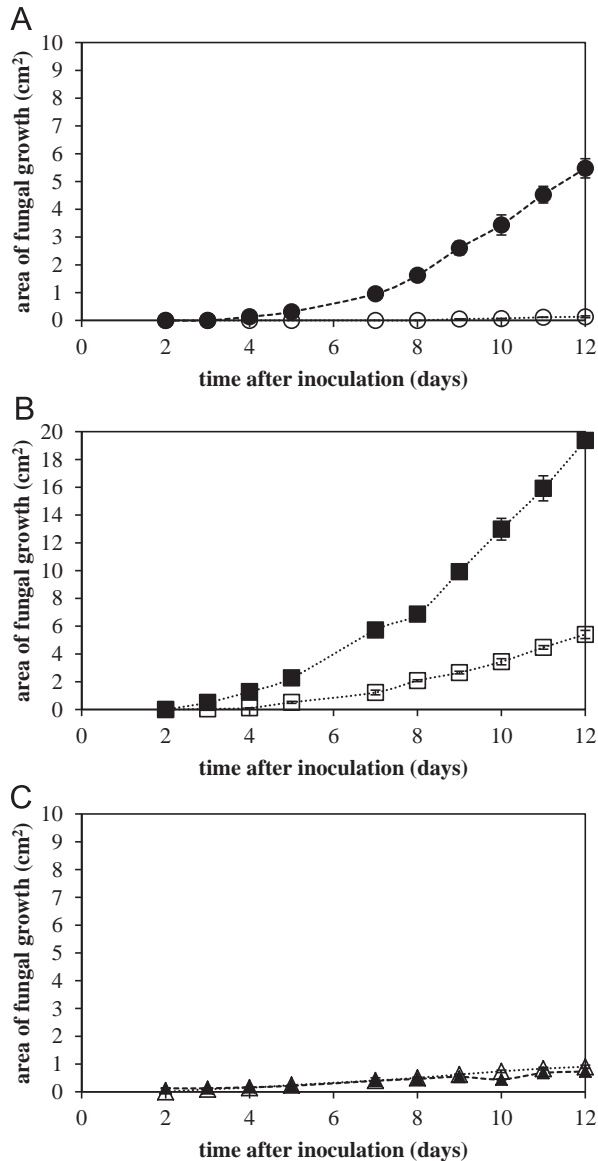 A
10
9
8
7
6
5
4
3
2
1
0
area of fungal growth (cm²)
0 2 4 6 8 10 12
time after inoculation (days)
B
20
18
16
14
12
10
8
6
4
2
0
area of fungal growth (cm²)
0 2 4 6 8 10 12
time after inoculation (days)
C
10
9
8
7
6
5
4
3
2
1
0
area of fungal growth (cm²)
0 2 4 6 8 10 12
time after inoculation (days)